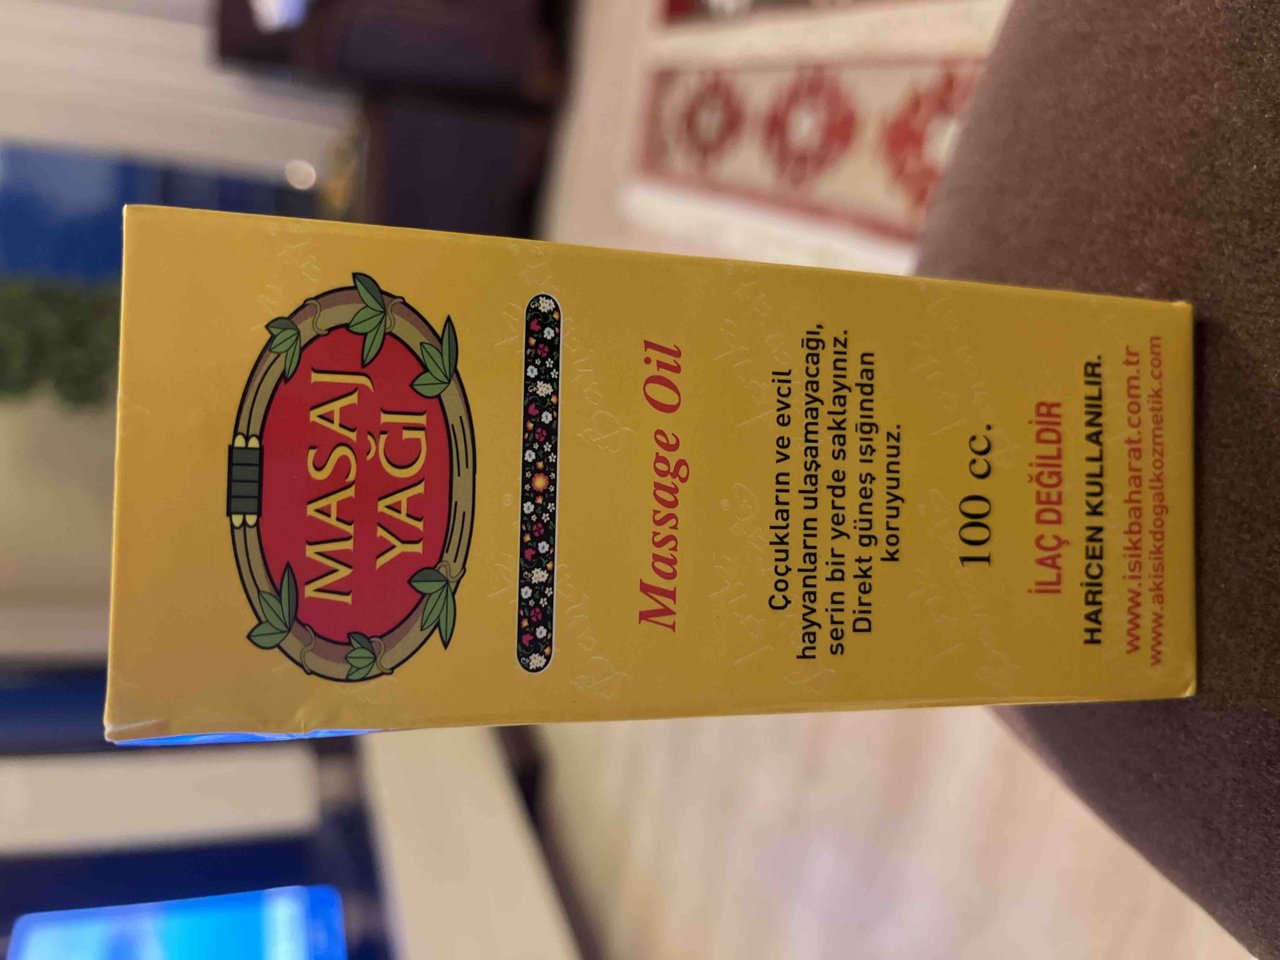 MASAJ
YAĞI
Massage Oil
Çoçukların ve evcil
hayvanların ulaşamayacağı,
serin bir yerde saklayınız.
Direkt güneş ışığından
koruyunuz.
100 cc.
İLAÇ DEĞİLDİR
HARİCEN KULLANILIR.
www.isikbaharat.com.tr
www.akisikdogalkozmetik.com